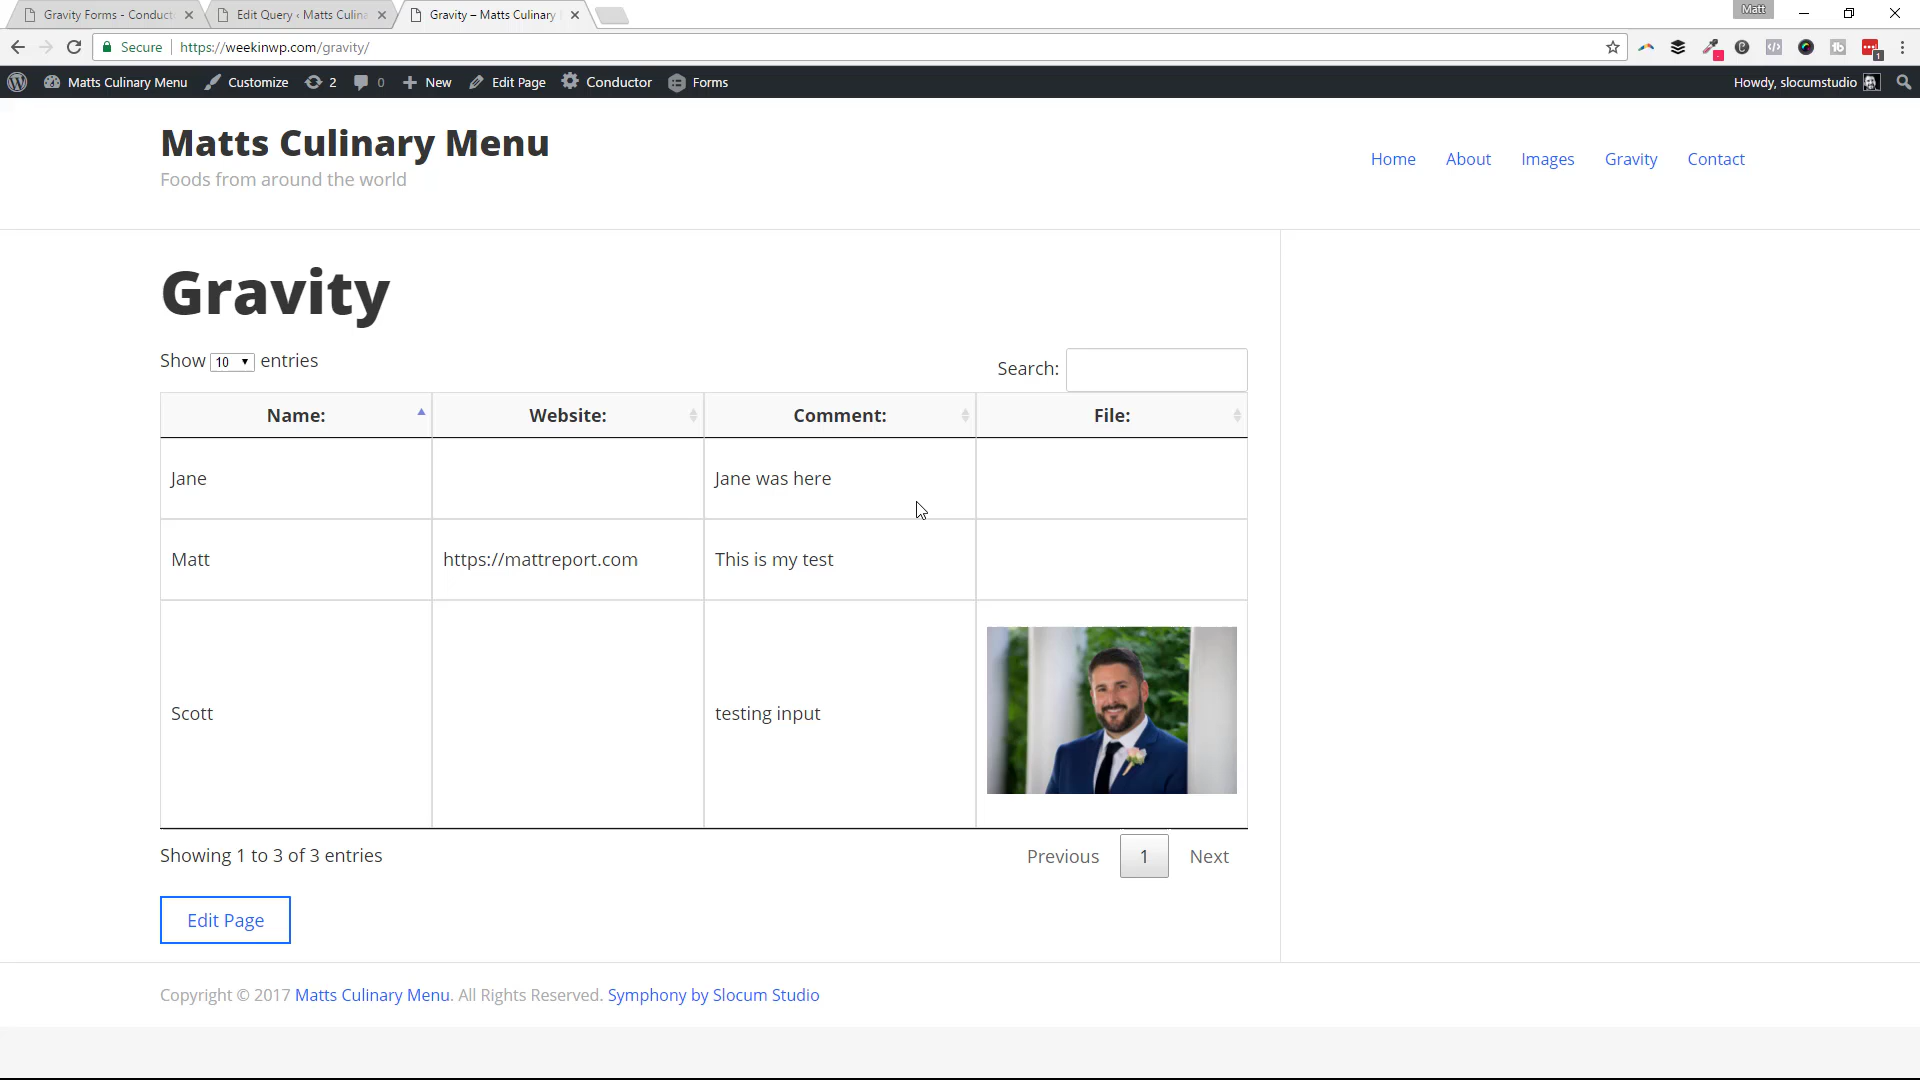 Gravity Forms - Conduct
Edit Query ‹ Matts Culina
Gravity – Matts Culinary
Matt
Secure
https://weekinwp.com/gravity/
1
Matts Culinary Menu
Customize
2
0
New
Edit Page
Conductor
Forms
Howdy, slocumstudio
Matts Culinary Menu
Foods from around the world
Home
About
Images
Gravity
Contact
Gravity
Show 10 entries
Search:
Name:
Website:
Comment:
File:
Jane
Jane was here
Matt
https://mattreport.com
This is my test
Scott
testing input
Showing 1 to 3 of 3 entries
Previous
1
Next
Edit Page
Copyright © 2017 Matts Culinary Menu. All Rights Reserved. Symphony by Slocum Studio